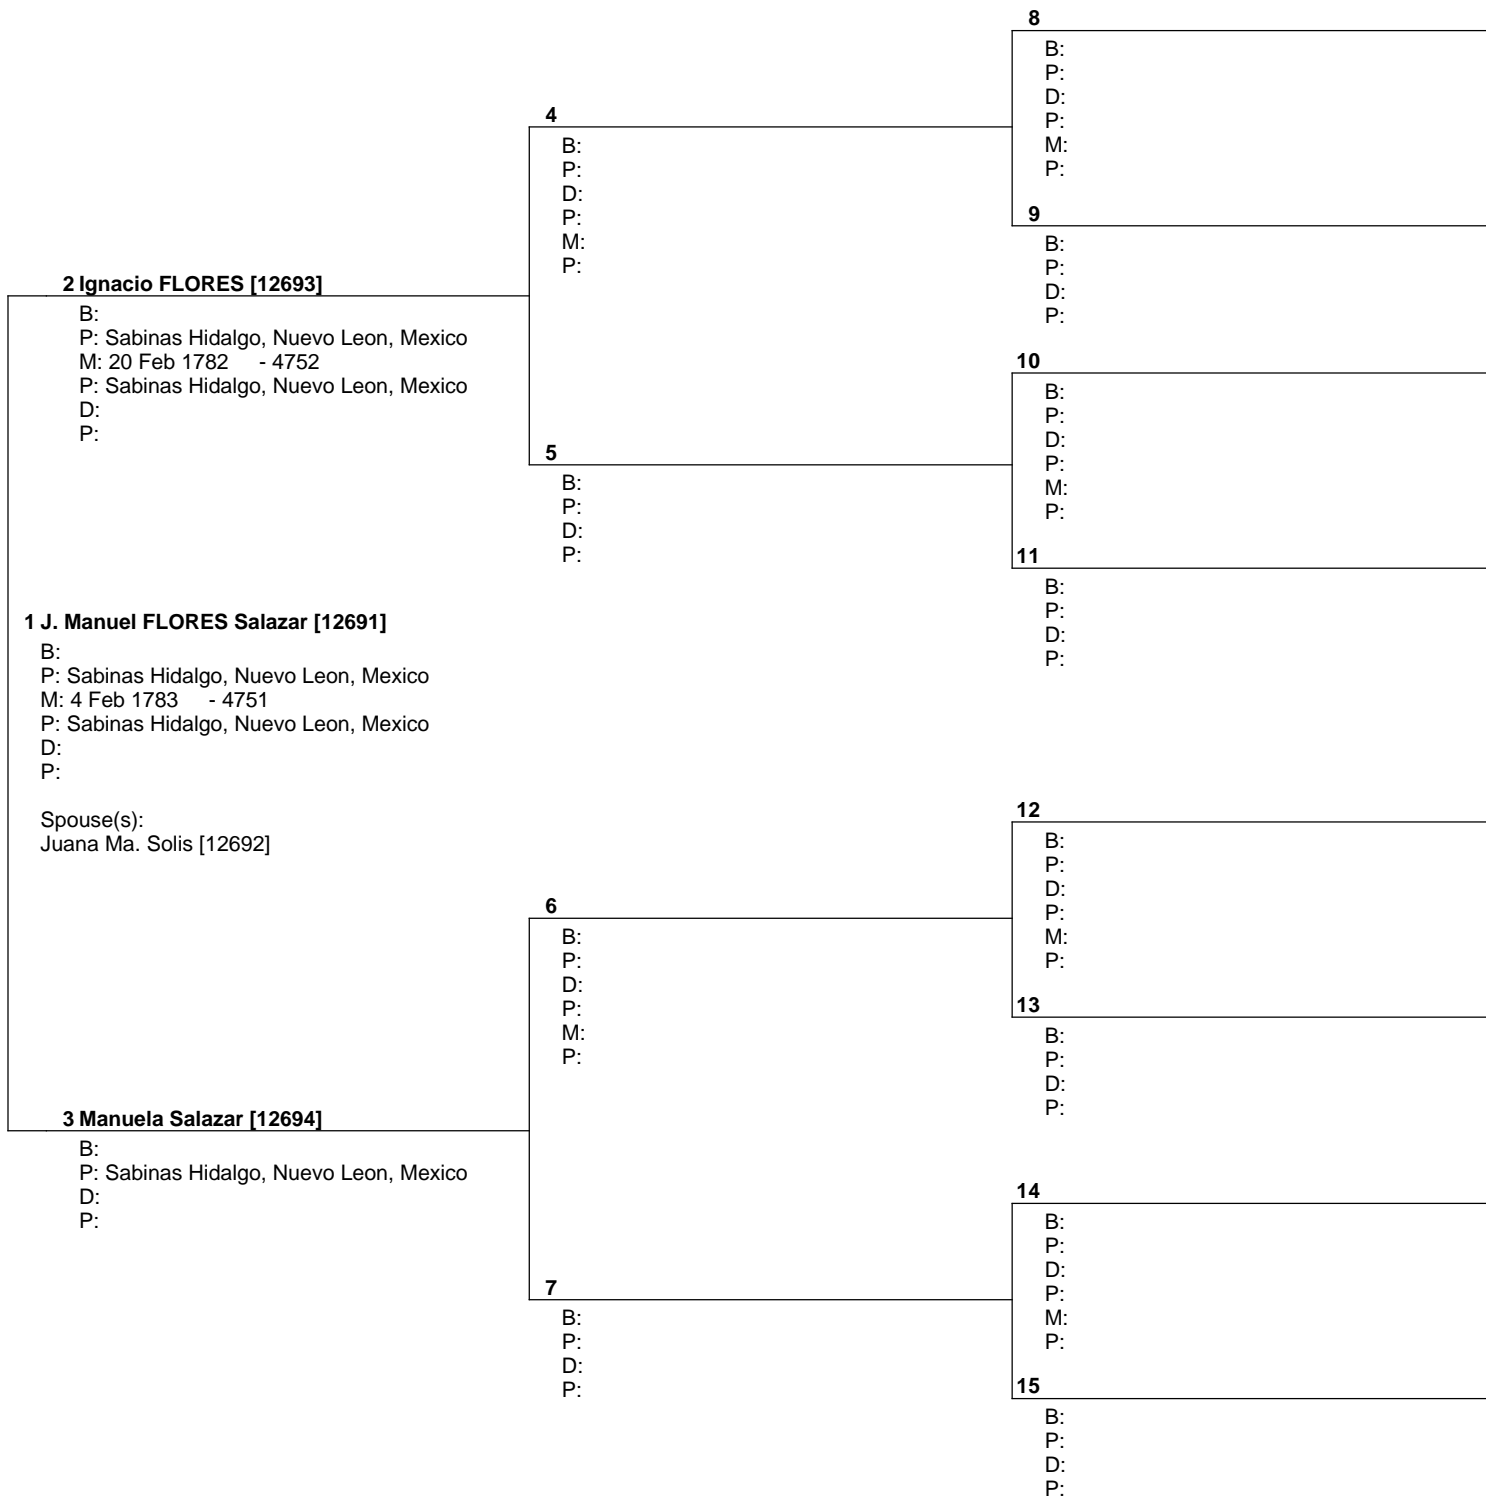 8
B:
P:
D:
P:
M:
P:
4
B:
P:
D:
P:
M:
P:
9
B:
P:
D:
P:
2 Ignacio FLORES [12693]
B:
P: Sabinas Hidalgo, Nuevo Leon, Mexico
M: 20 Feb 1782 - 4752
P: Sabinas Hidalgo, Nuevo Leon, Mexico
D:
P:
10
B:
P:
D:
P:
M:
P:
5
B:
P:
D:
P:
11
B:
P:
D:
P:
1 J. Manuel FLORES Salazar [12691]
B:
P: Sabinas Hidalgo, Nuevo Leon, Mexico
M: 4 Feb 1783 - 4751
P: Sabinas Hidalgo, Nuevo Leon, Mexico
D:
P:
Spouse(s):
Juana Ma. Solis [12692]
12
B:
P:
D:
P:
M:
P:
6
B:
P:
D:
P:
M:
P:
13
B:
P:
D:
P:
3 Manuela Salazar [12694]
B:
P: Sabinas Hidalgo, Nuevo Leon, Mexico
D:
P:
14
B:
P:
D:
P:
M:
P:
7
B:
P:
D:
P:
15
B:
P:
D:
P: